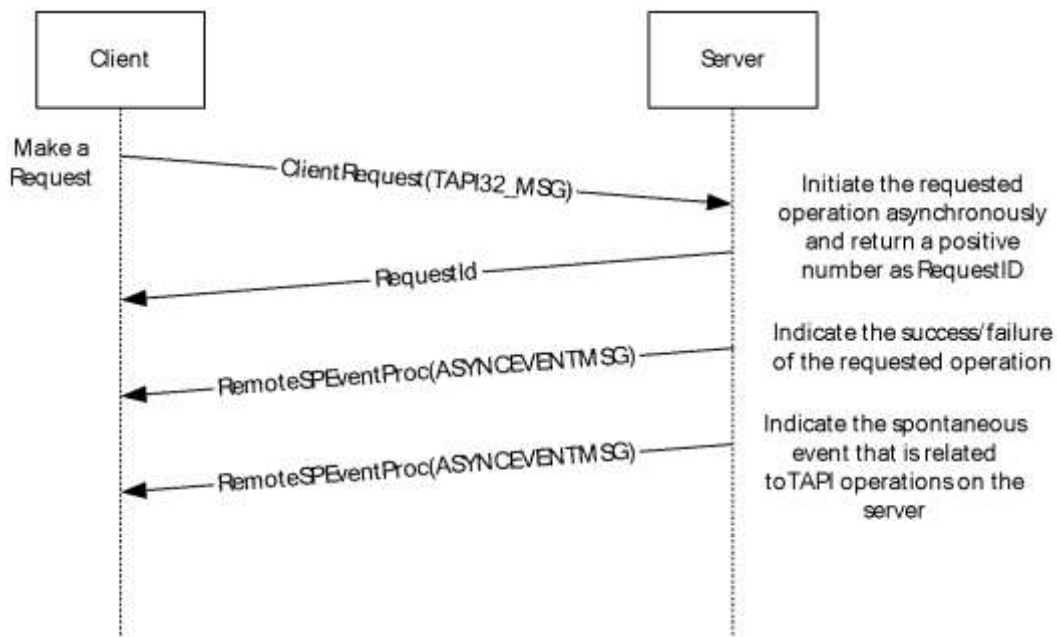 Client
Server
Make a
Request
ClientRequest(TAPI32_MSG)
Initiate the requested
operation asynchronously
and return a positive
number as RequestID
RequestId
Indicate the success/failure
of the requested operation
RemoteSPEventProc(ASYNCEVENTMSG)
Indicate the spontaneous
event that is related
to TAPI operations on the
server
RemoteSPEventProc(ASYNCEVENTMSG)